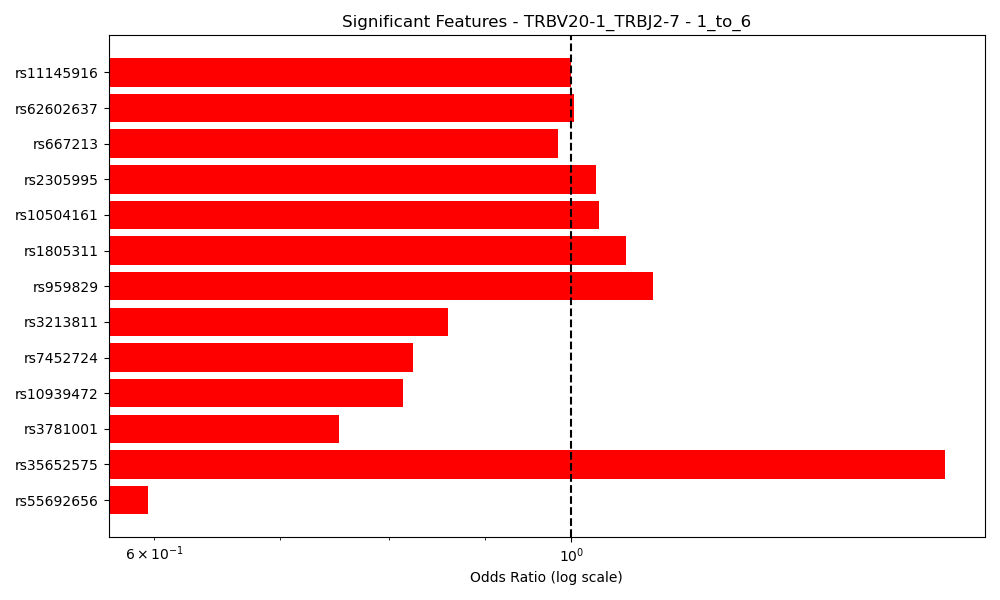 Significant Features - TRBV20-1_TRBJ2-7 - 1_to_6
rs11145916
rs62602637
rs667213
rs2305995
rs10504161
rs1805311
rs959829
rs3213811
rs7452724
rs10939472
rs3781001
rs35652575
rs55692656
6 × 10⁻¹ 10⁰
Odds Ratio (log scale)